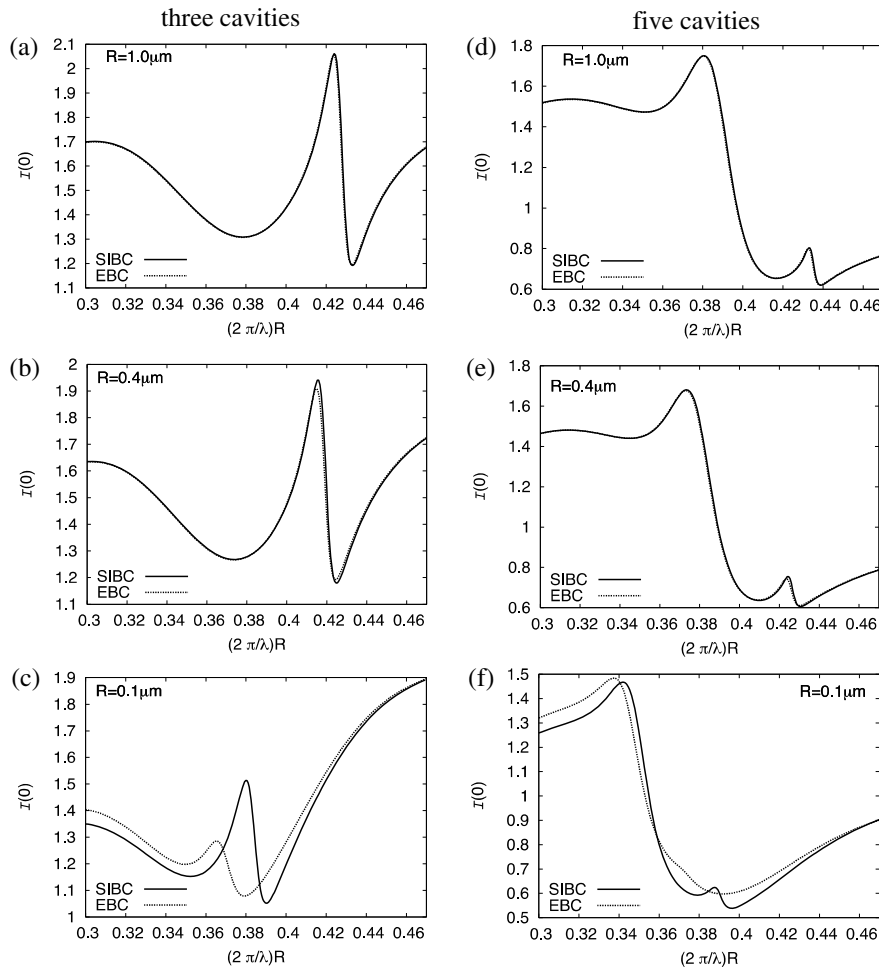 three cavities
five cavities
(a)
R=1.0μm
2.1
2
1.9
1.8
1.7
1.6
1.5
1.4
1.3
1.2
1.1
I(0)
SIBC
EBC
0.3 0.32 0.34 0.36 0.38 0.4 0.42 0.44 0.46
(2 π/λ)R
(d)
R=1.0μm
1.8
1.6
1.4
1.2
1
0.8
0.6
I(0)
SIBC
EBC
0.3 0.32 0.34 0.36 0.38 0.4 0.42 0.44 0.46
(2 π/λ)R
(b)
R=0.4μm
2
1.9
1.8
1.7
1.6
1.5
1.4
1.3
1.2
1.1
I(0)
SIBC
EBC
0.3 0.32 0.34 0.36 0.38 0.4 0.42 0.44 0.46
(2 π/λ)R
(e)
R=0.4μm
1.8
1.6
1.4
1.2
1
0.8
0.6
I(0)
SIBC
EBC
0.3 0.32 0.34 0.36 0.38 0.4 0.42 0.44 0.46
(2 π/λ)R
(c)
R=0.1μm
1.9
1.8
1.7
1.6
1.5
1.4
1.3
1.2
1.1
1
I(0)
SIBC
EBC
0.3 0.32 0.34 0.36 0.38 0.4 0.42 0.44 0.46
(2 π/λ)R
(f)
R=0.1μm
1.5
1.4
1.3
1.2
1.1
1
0.9
0.8
0.7
0.6
0.5
I(0)
SIBC
EBC
0.3 0.32 0.34 0.36 0.38 0.4 0.42 0.44 0.46
(2 π/λ)R